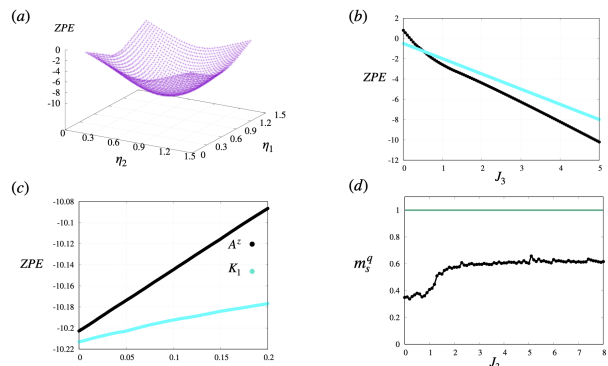 (a)
ZPE
0
-2
-4
-6
-8
-10
0
0.3
0.6
0.9
1.2
1.5
η2
0
0.3
0.6
0.9
1.2
1.5
η1
(b)
2
0
-2
-4
-6
-8
-10
-12
ZPE
0 1 2 3 4 5
J3
(c)
-10.08
-10.1
-10.12
-10.14
-10.16
-10.18
-10.2
-10.22
ZPE
A^z
K1
0 0.05 0.1 0.15 0.2
(d)
1
0.8
0.6
0.4
0.2
0
m_s^q
0 1 2 3 4 5 6 7 8